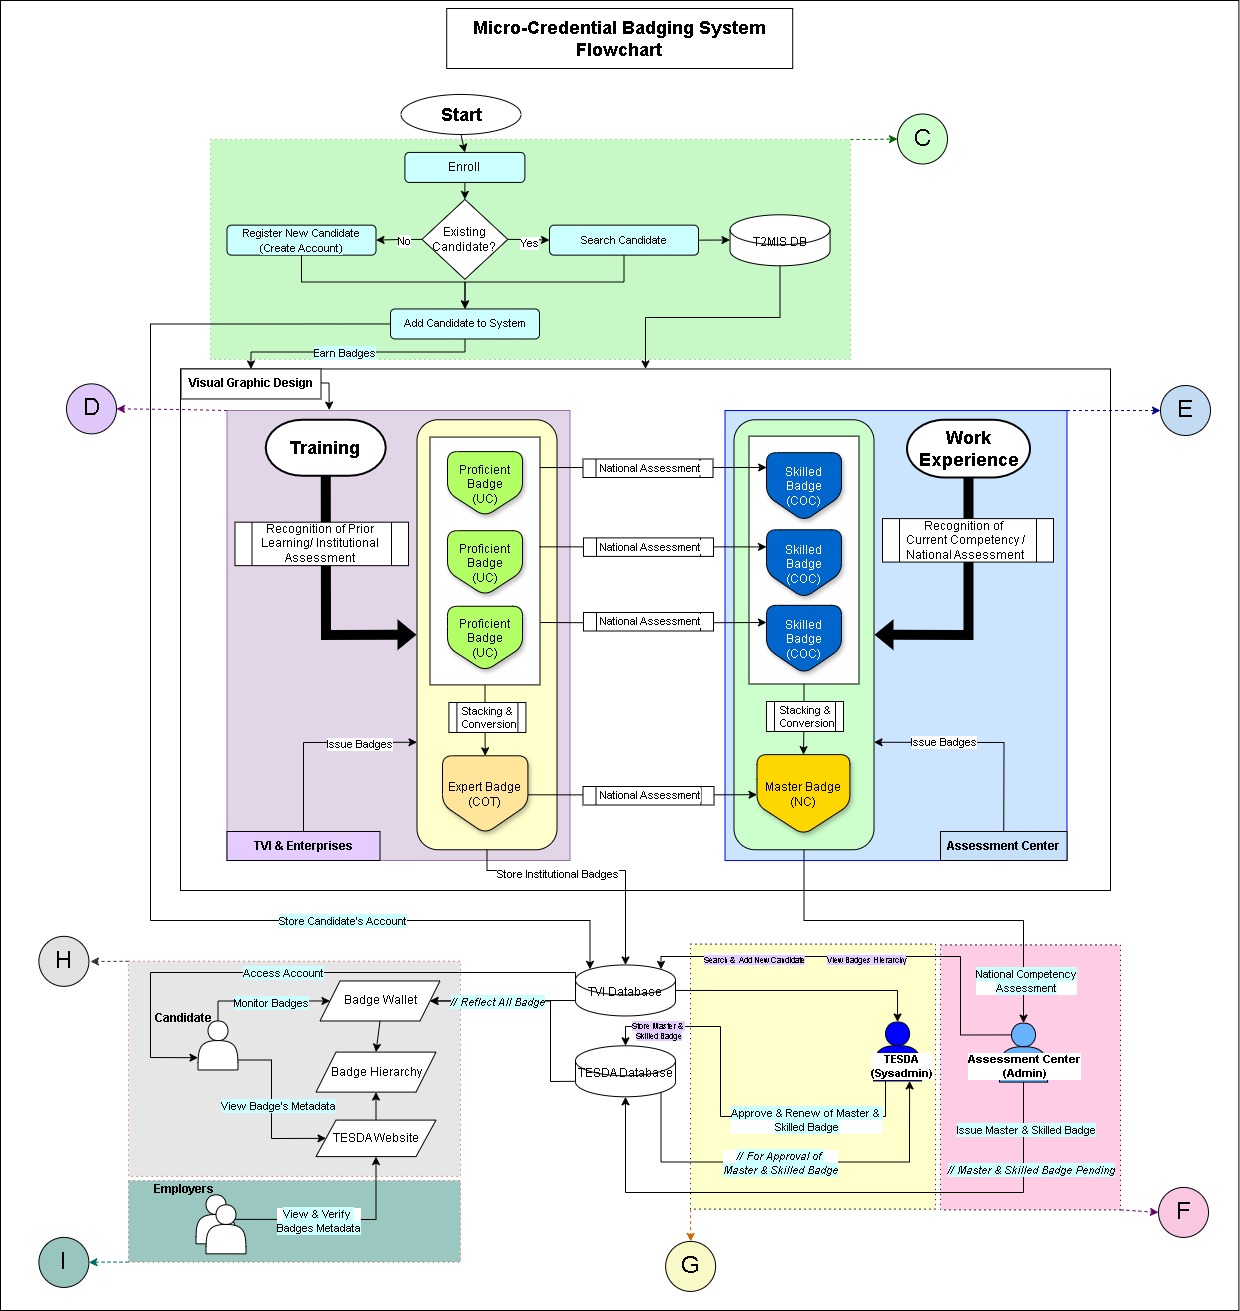 Micro-Credential Badging System
Flowchart
Start
C
Enroll
Existing
Candidate?
No
Yes
Register New Candidate
(Create Account)
Search Candidate
T2MIS DB
Add Candidate to System
Earn Badges
Visual Graphic Design
D
E
Training
Work
Experience
Recognition of Prior
Learning/ Institutional
Assessment
Recognition of
Current Competency /
National Assessment
Proficient
Badge
(UC)
National Assessment
Skilled
Badge
(COC)
Proficient
Badge
(UC)
National Assessment
Skilled
Badge
(COC)
Proficient
Badge
(UC)
National Assessment
Skilled
Badge
(COC)
Stacking &
Conversion
Stacking &
Conversion
Issue Badges
Issue Badges
Expert Badge
(COT)
National Assessment
Master Badge
(NC)
TVI & Enterprises
Assessment Center
Store Institutional Badges
Store Candidate's Account
H
Access Account
Monitor Badges
Badge Wallet
// Reflect All Badge
Candidate
Badge Hierarchy
View Badge's Metadata
TESDA Website
Employers
View & Verify
Badges Metadata
I
TVI Database
TESDA Database
Search & Add New Candidate
View Badges Hierarchy
Store Master &
Skilled Badge
TESDA
(Sysadmin)
Approve & Renew of Master &
Skilled Badge
// For Approval of
Master & Skilled Badge
G
National Competency
Assessment
Assessment Center
(Admin)
Issue Master & Skilled Badge
// Master & Skilled Badge Pending
F